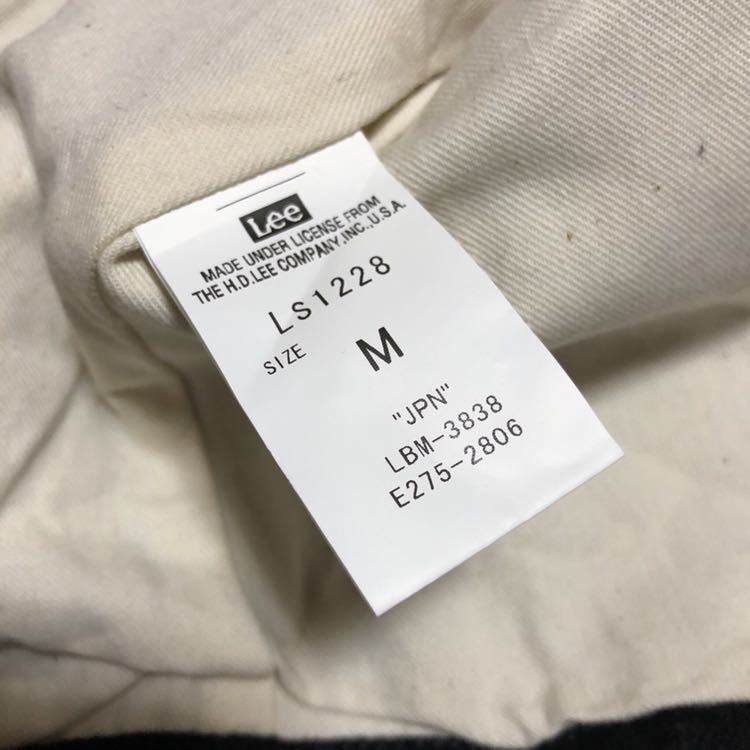 Lee
MADE UNDER LICENSE FROM
THE H.D.LEE COMPANY,INC.,U.S.A.
LS1228
SIZE M
"JPN"
LBM-3838
E275-2806